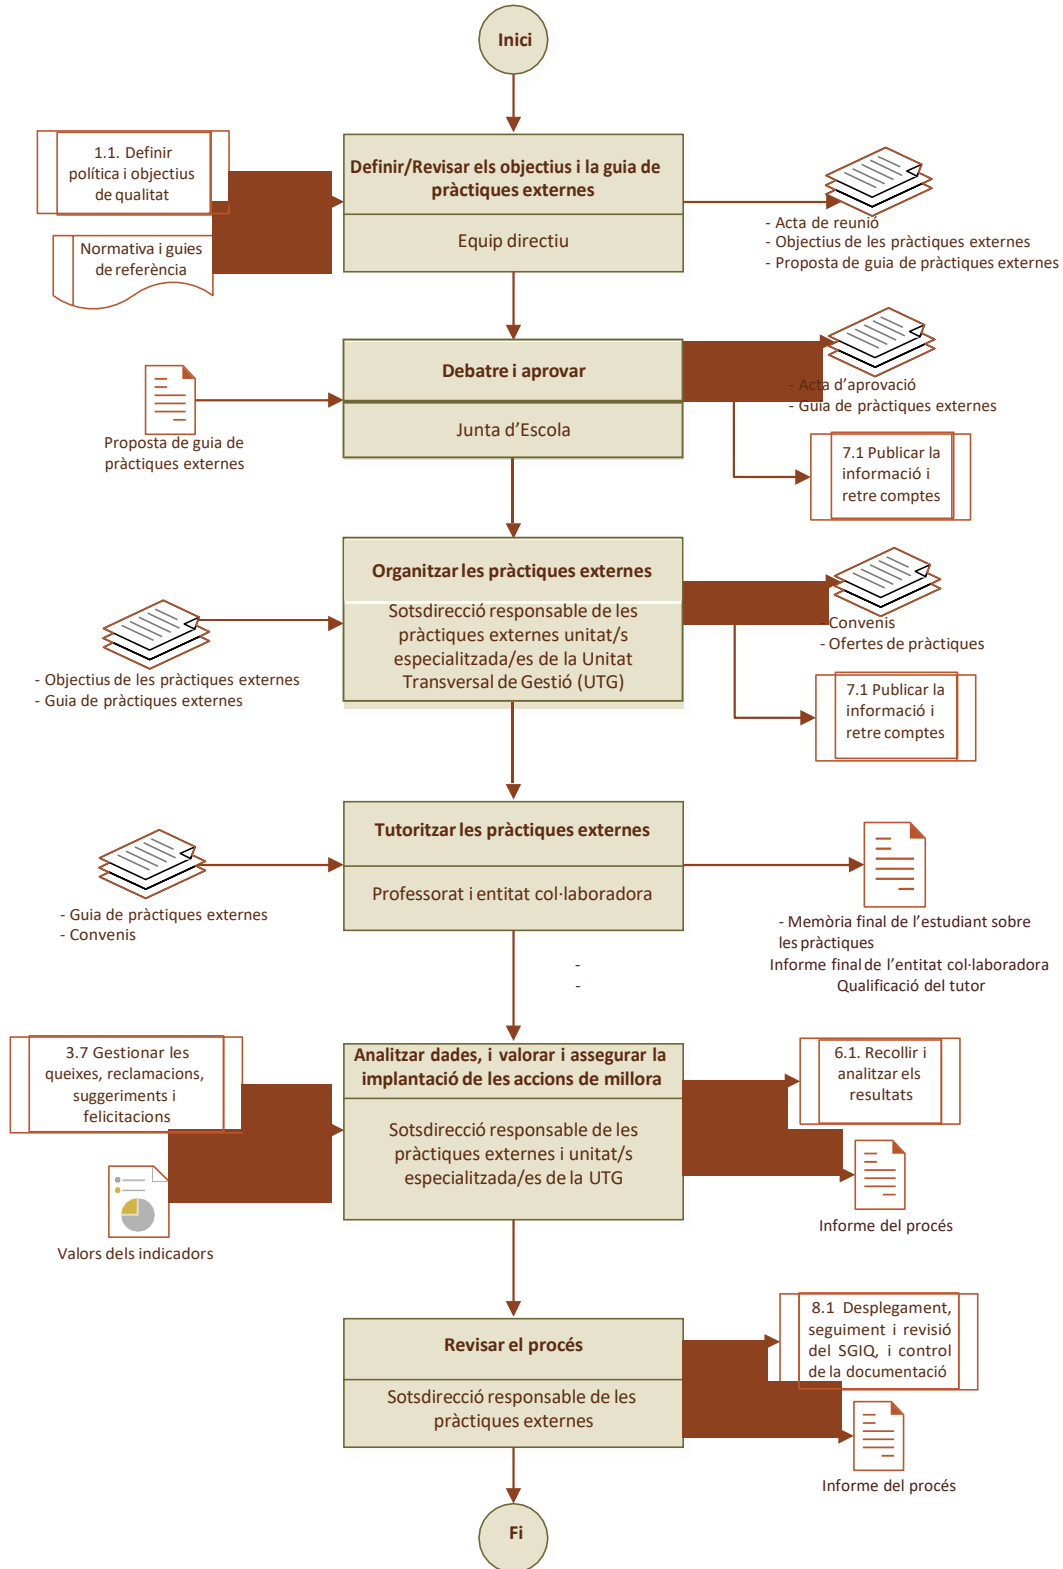 Inici
1.1. Definir
política i objectius
de qualitat
Normativa i guies
de referència
Definir/Revisar els objectius i la guia de
pràctiques externes
Equip directiu
- Acta de reunió
- Objectius de les pràctiques externes
- Proposta de guia de pràctiques externes
Proposta de guia de
pràctiques externes
Debatre i aprovar
Junta d’Escola
- Acta d’aprovació
- Guia de pràctiques externes
7.1 Publicar la
informació i
retre comptes
- Objectius de les pràctiques externes
- Guia de pràctiques externes
Organitzar les pràctiques externes
Sotsdirecció responsable de les
pràctiques externes unitat/s
especialitzada/es de la Unitat
Transversal de Gestió (UTG)
- Convenis
- Ofertes de pràctiques
7.1 Publicar la
informació i
retre comptes
- Guia de pràctiques externes
- Convenis
Tutoritzar les pràctiques externes
Professorat i entitat col·laboradora
- Memòria final de l’estudiant sobre
les pràctiques
-
Informe final de l’entitat col·laboradora
-
Qualificació del tutor
3.7 Gestionar les
queixes, reclamacions,
suggeriments i
felicitacions
Valors dels indicadors
Analitzar dades, i valorar i assegurar la
implantació de les accions de millora
Sotsdirecció responsable de les
pràctiques externes i unitat/s
especialitzada/es de la UTG
6.1. Recollir i
analitzar els
resultats
Informe del procés
Revisar el procés
Sotsdirecció responsable de les
pràctiques externes
8.1 Desplegament,
seguiment i revisió
del SGIQ, i control
de la documentació
Informe del procés
Fi